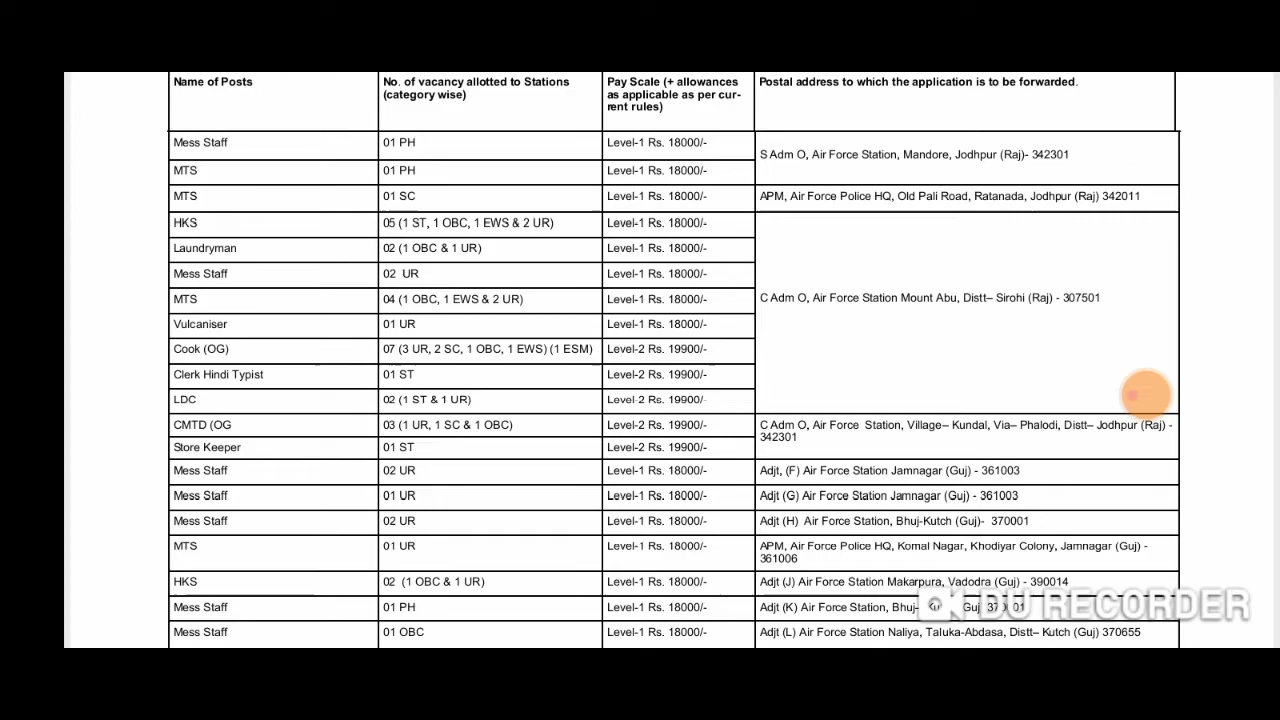 Name of Posts
No. of vacancy allotted to Stations
(category wise)
Pay Scale (+ allowances
as applicable as per cur-
rent rules)
Postal address to which the application is to be forwarded.
Mess Staff 01 PH Level-1 Rs. 18000/-
S Adm O, Air Force Station, Mandore, Jodhpur (Raj)- 342301
MTS 01 PH Level-1 Rs. 18000/-
MTS 01 SC Level-1 Rs. 18000/- APM, Air Force Police HQ, Old Pali Road, Ratanada, Jodhpur (Raj) 342011
HKS 05 (1 ST, 1 OBC, 1 EWS & 2 UR) Level-1 Rs. 18000/-
Laundryman 02 (1 OBC & 1 UR) Level-1 Rs. 18000/-
Mess Staff 02 UR Level-1 Rs. 18000/-
MTS 04 (1 OBC, 1 EWS & 2 UR) Level-1 Rs. 18000/- C Adm O, Air Force Station Mount Abu, Distt– Sirohi (Raj) - 307501
Vulcaniser 01 UR Level-1 Rs. 18000/-
Cook (OG) 07 (3 UR, 2 SC, 1 OBC, 1 EWS) (1 ESM) Level-2 Rs. 19900/-
Clerk Hindi Typist 01 ST Level-2 Rs. 19900/-
LDC 02 (1 ST & 1 UR) Level-2 Rs. 19900/-
CMTD (OG 03 (1 UR, 1 SC & 1 OBC) Level-2 Rs. 19900/- C Adm O, Air Force Station, Village– Kundal, Via– Phalodi, Distt– Jodhpur (Raj) -
342301
Store Keeper 01 ST Level-2 Rs. 19900/-
Mess Staff 02 UR Level-1 Rs. 18000/- Adjt, (F) Air Force Station Jamnagar (Guj) - 361003
Mess Staff 01 UR Level-1 Rs. 18000/- Adjt (G) Air Force Station Jamnagar (Guj) - 361003
Mess Staff 02 UR Level-1 Rs. 18000/- Adjt (H) Air Force Station, Bhuj-Kutch (Guj)- 370001
MTS 01 UR Level-1 Rs. 18000/- APM, Air Force Police HQ, Komal Nagar, Khodiyar Colony, Jamnagar (Guj) -
361006
HKS 02 (1 OBC & 1 UR) Level-1 Rs. 18000/- Adjt (J) Air Force Station Makarpura, Vadodra (Guj) - 390014
Mess Staff 01 PH Level-1 Rs. 18000/- Adjt (K) Air Force Station,
DU RECORDER
Mess Staff 01 OBC Level-1 Rs. 18000/- Adjt (L) Air Force Station Naliya, Taluka-Abdasa, Distt– Kutch (Guj) 370655